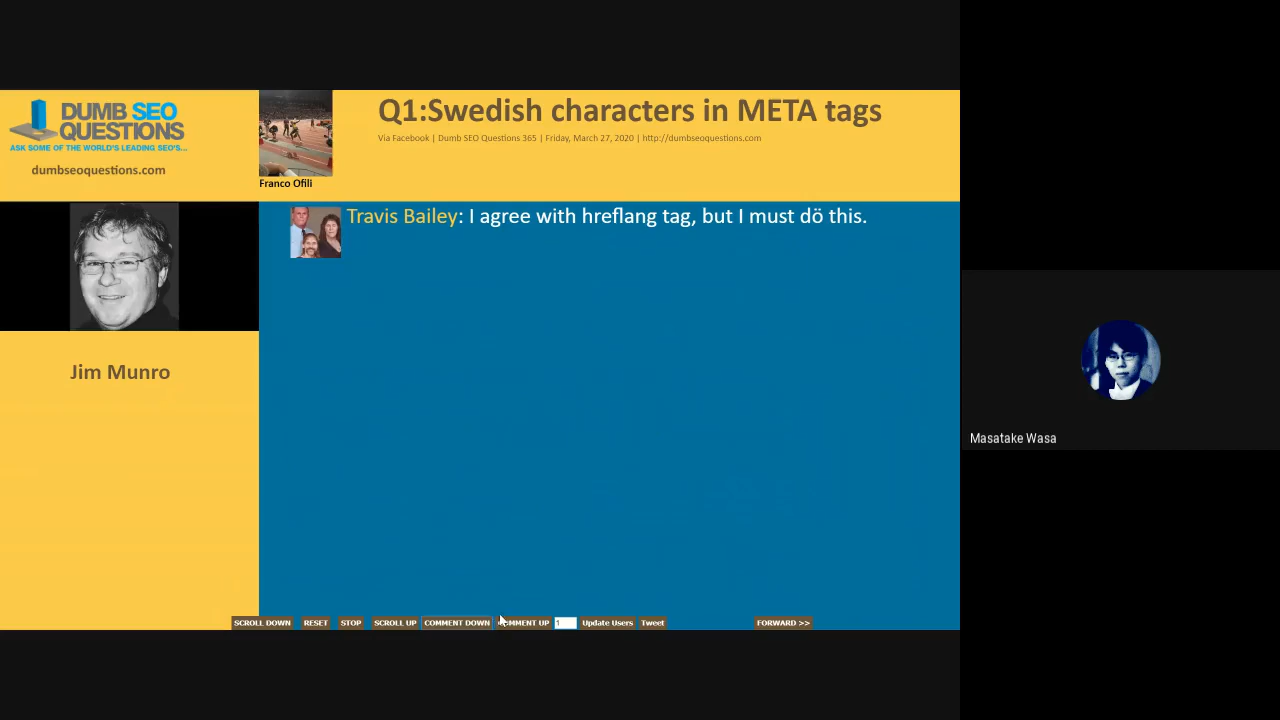 DUMB SEO
QUESTIONS
ASK SOME OF THE WORLD'S LEADING SEO'S...
dumbseoquestions.com
Franco Ofili
Q1:Swedish characters in META tags
Via Facebook | Dumb SEO Questions 365 | Friday, March 27, 2020 | http://dumbseoquestions.com
Travis Bailey: I agree with hreflang tag, but I must dö this.
Jim Munro
Masatake Wasa
SCROLL DOWN RESET STOP SCROLL UP COMMENT DOWN COMMENT UP 1 Update Users Tweet FORWARD >>